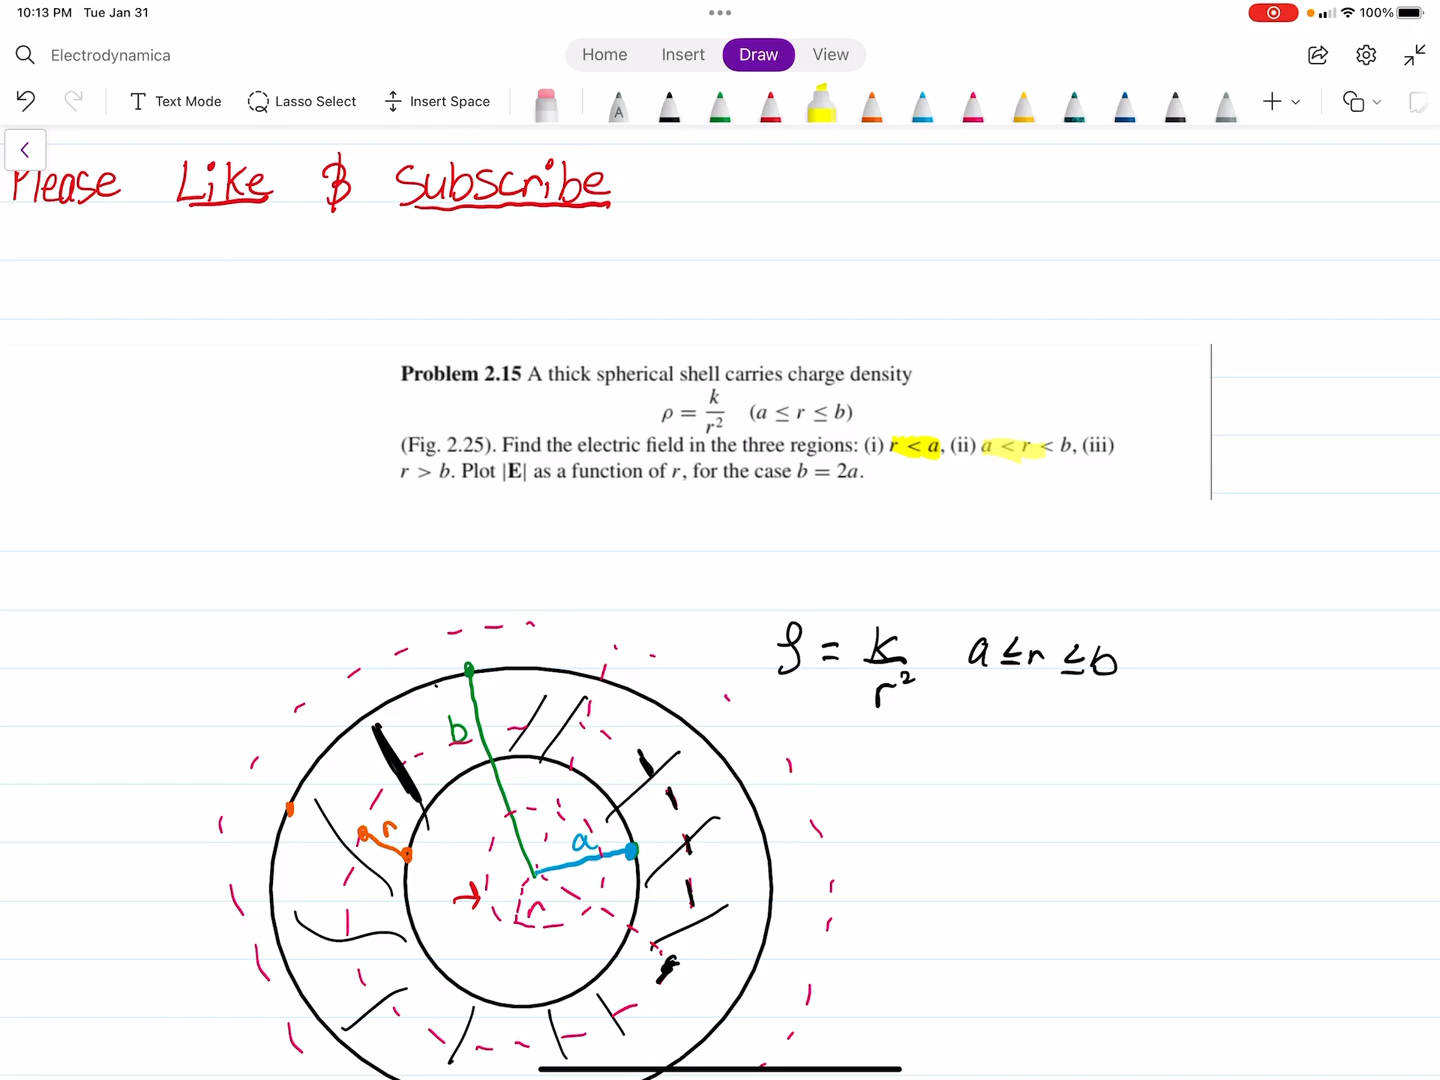 10:13 PM Tue Jan 31
100%
Electrodynamica
Home Insert Draw View
Text Mode Lasso Select Insert Space
A
Please Like & Subscribe
Problem 2.15 A thick spherical shell carries charge density
ρ = k/r² (a ≤ r ≤ b)
(Fig. 2.25). Find the electric field in the three regions: (i) r < a, (ii) a < r < b, (iii)
r > b. Plot |E| as a function of r, for the case b = 2a.
ρ = k/r² a ≤ r ≤ b
b
r
a
r